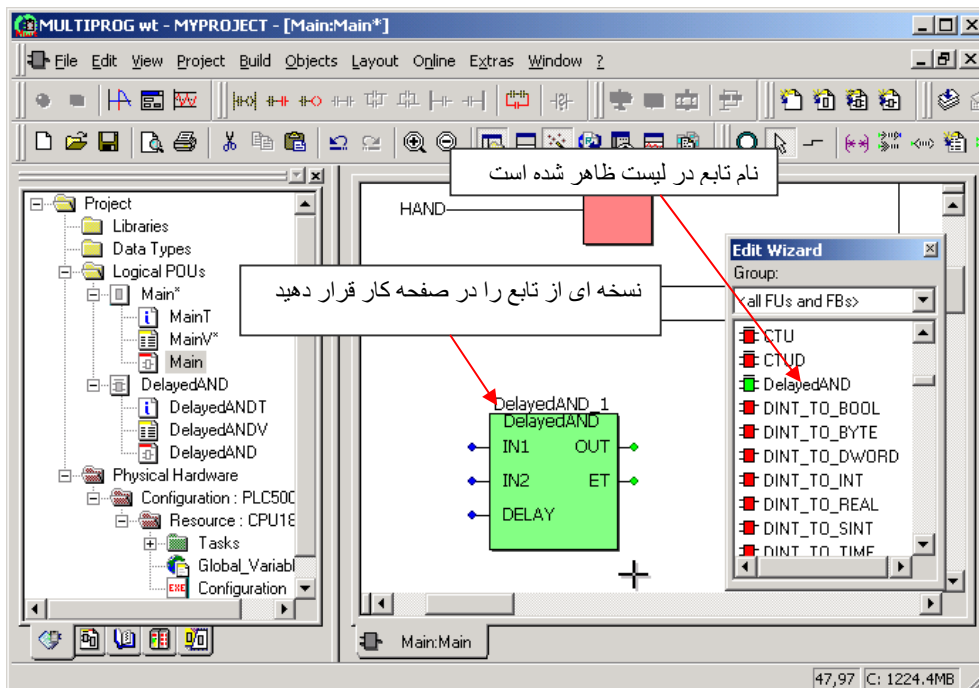 MULTIPROG wt - MYPROJECT - [Main:Main*]
File Edit View Project Build Objects Layout Online Extras Window ?
نام تابع در لیست ظاهر شده است
Project
Libraries
Data Types
Logical POUs
Main*
MainT
MainV*
Main
DelayedAND
DelayedANDT
DelayedANDV
DelayedAND
Physical Hardware
Configuration : PLC500
Resource : CPU18
Tasks
Global_Variabl
EXE Configuration
HAND
نسخه ای از تابع را در صفحه کار قرار دهید
DelayedAND_1
DelayedAND
IN1 OUT
IN2 ET
DELAY
Edit Wizard
Group:
<all FUs and FBs>
CTU
CTUD
DelayedAND
DINT_TO_BOOL
DINT_TO_BYTE
DINT_TO_DWORD
DINT_TO_INT
DINT_TO_REAL
DINT_TO_SINT
DINT_TO_TIME
Main:Main
47,97 C: 1224.4MB